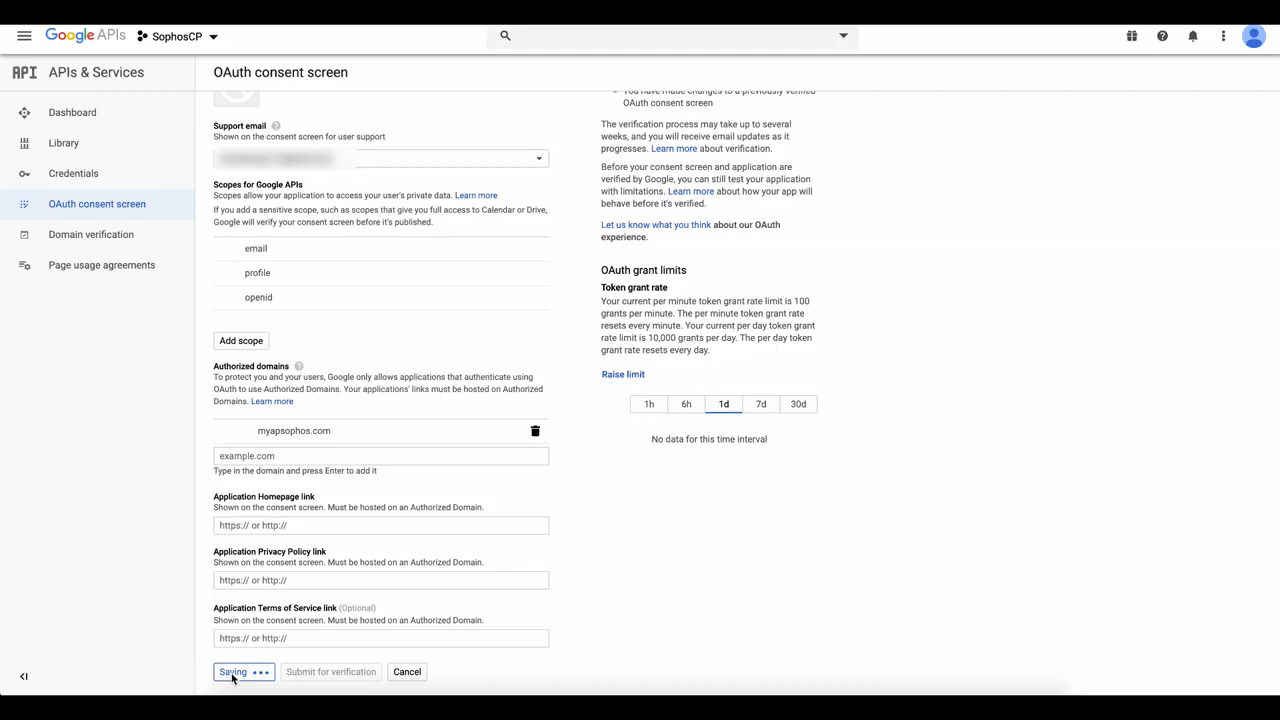 Google APIs SophosCP
API APIs & Services
OAuth consent screen
Dashboard
Library
Credentials
OAuth consent screen
Domain verification
Page usage agreements
Support email
Shown on the consent screen for user support
Scopes for Google APIs
Scopes allow your application to access your user's private data. Learn more
If you add a sensitive scope, such as scopes that give you full access to Calendar or Drive,
Google will verify your consent screen before it's published.
email
profile
openid
Add scope
Authorized domains
To protect you and your users, Google only allows applications that authenticate using
OAuth to use Authorized Domains. Your applications' links must be hosted on Authorized
Domains. Learn more
myapsophos.com
example.com
Type in the domain and press Enter to add it
Application Homepage link
Shown on the consent screen. Must be hosted on an Authorized Domain.
https:// or http://
Application Privacy Policy link
Shown on the consent screen. Must be hosted on an Authorized Domain.
https:// or http://
Application Terms of Service link (Optional)
Shown on the consent screen. Must be hosted on an Authorized Domain.
https:// or http://
Saving Submit for verification Cancel
You have made changes to a previously verified
OAuth consent screen
The verification process may take up to several
weeks, and you will receive email updates as it
progresses. Learn more about verification.
Before your consent screen and application are
verified by Google, you can still test your application
with limitations. Learn more about how your app will
behave before it's verified.
Let us know what you think about our OAuth
experience.
OAuth grant limits
Token grant rate
Your current per minute token grant rate limit is 100
grants per minute. The per minute token grant rate
resets every minute. Your current per day token grant
rate limit is 10,000 grants per day. The per day token
grant rate resets every day.
Raise limit
1h 6h 1d 7d 30d
No data for this time interval